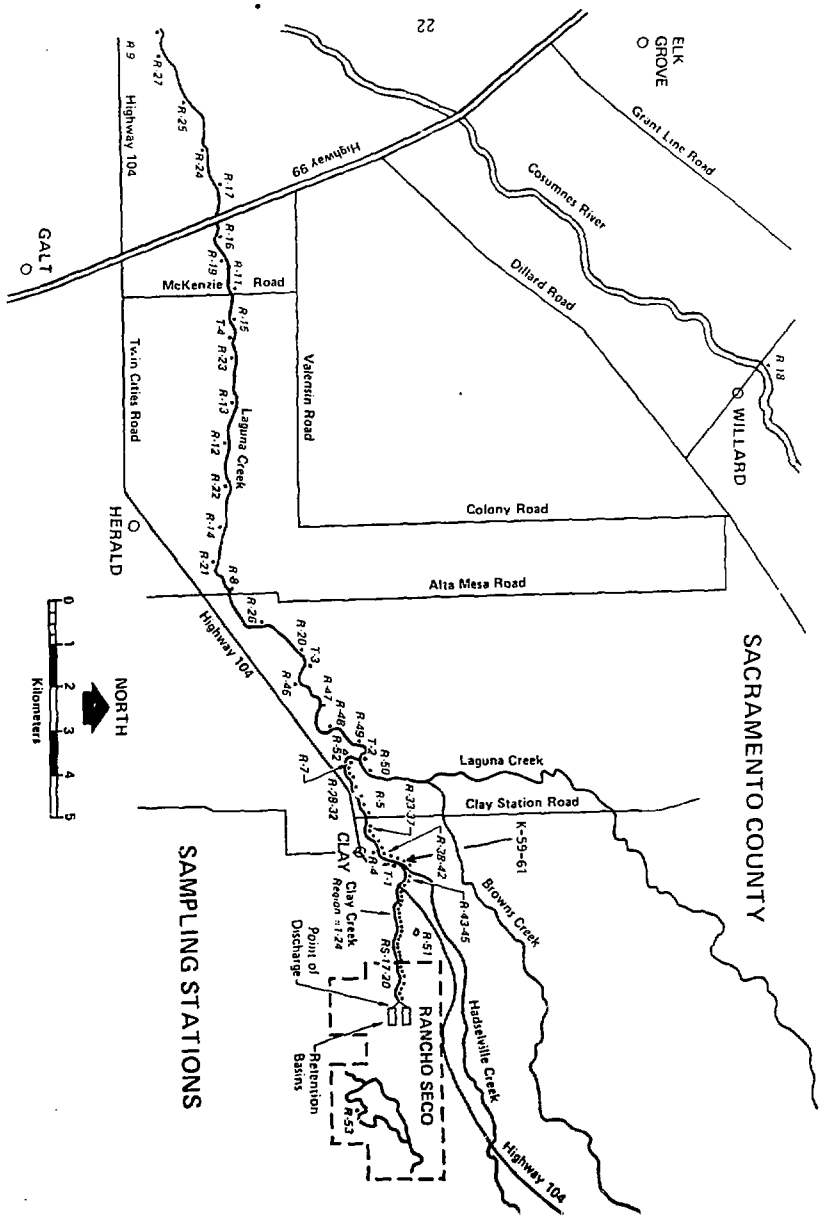 22
ELK
GROVE
Grant Line Road
Cosumnes River
Dillard Road
R-18
WILLARD
Highway 99
R 9
Highway 104
R-27
R-25
R-24
R-17
R-16
R-19
R-11
McKenzie Road
GALT
R-15
T-4
R-23
R-13
R-12
R-22
R-14
R-21
R-8
R-26
Laguna Creek
Valensin Road
Twin Cities Road
Colony Road
Alta Mesa Road
HERALD
Highway 104
R-20
T-3
R-46
R-47
R-48
R-49
T-2
R-50
R-52
R-7
R-28-32
R-5
R-33-37
R-38-42
K-59-61
R-43-45
R-4
T-1
CLAY
Laguna Creek
Clay Station Road
Browns Creek
Hadselville Creek
Highway 104
Clay Creek
Region #1-24
R-51
RS-17-20
Point of
Discharge
Retention
Basins
RANCHO SECO
R-53
SACRAMENTO COUNTY
SAMPLING STATIONS
NORTH
0 1 2 3 4 5
Kilometers